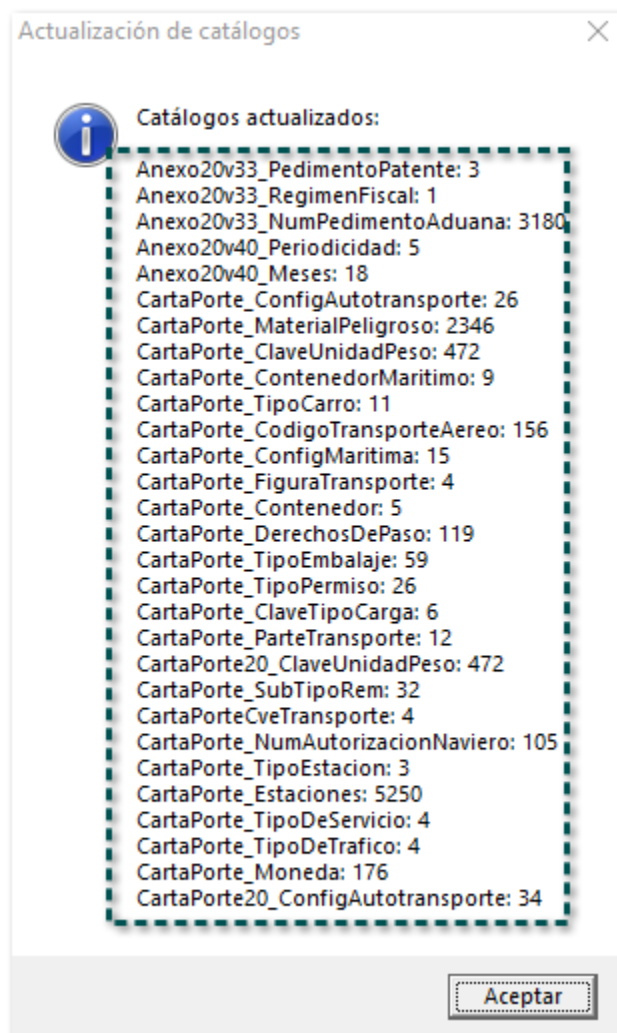 Actualización de catálogos
Catálogos actualizados:
Anexo20v33_PedimentoPatente: 3
Anexo20v33_RegimenFiscal: 1
Anexo20v33_NumPedimentoAduana: 3180
Anexo20v40_Periodicidad: 5
Anexo20v40_Meses: 18
CartaPorte_ConfigAutotransporte: 26
CartaPorte_MaterialPeligroso: 2346
CartaPorte_ClaveUnidadPeso: 472
CartaPorte_ContenedorMaritimo: 9
CartaPorte_TipoCarro: 11
CartaPorte_CodigoTransporteAereo: 156
CartaPorte_ConfigMaritima: 15
CartaPorte_FiguraTransporte: 4
CartaPorte_Contenedor: 5
CartaPorte_DerechosDePaso: 119
CartaPorte_TipoEmbalaje: 59
CartaPorte_TipoPermiso: 26
CartaPorte_ClaveTipoCarga: 6
CartaPorte_ParteTransporte: 12
CartaPorte20_ClaveUnidadPeso: 472
CartaPorte_SubTipoRem: 32
CartaPorteCveTransporte: 4
CartaPorte_NumAutorizacionNaviero: 105
CartaPorte_TipoEstacion: 3
CartaPorte_Estaciones: 5250
CartaPorte_TipoDeServicio: 4
CartaPorte_TipoDeTrafico: 4
CartaPorte_Moneda: 176
CartaPorte20_ConfigAutotransporte: 34
Aceptar